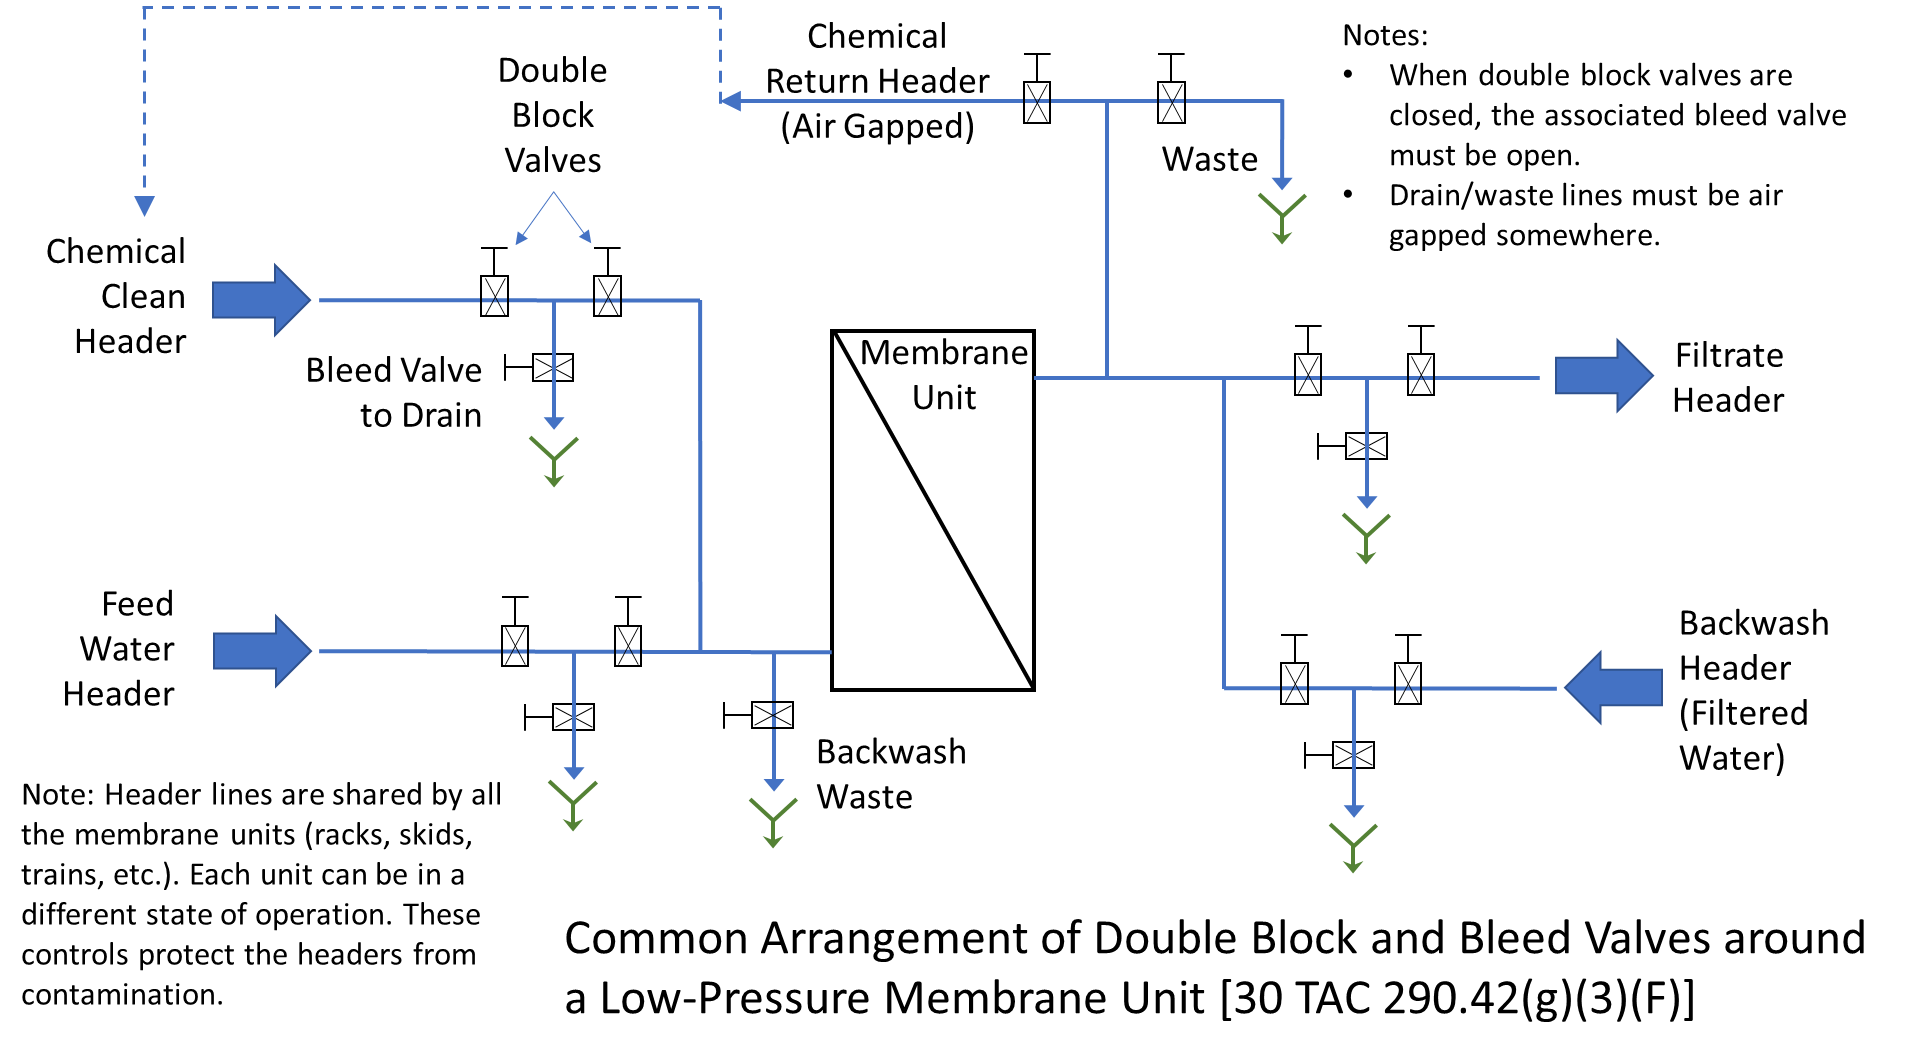 Chemical
Return Header
(Air Gapped)
Double
Block
Valves
Waste
Notes:
• When double block valves are
closed, the associated bleed valve
must be open.
• Drain/waste lines must be air
gapped somewhere.
Chemical
Clean
Header
Bleed Valve
to Drain
Membrane
Unit
Filtrate
Header
Feed
Water
Header
Backwash
Header
(Filtered
Water)
Backwash
Waste
Note: Header lines are shared by all
the membrane units (racks, skids,
trains, etc.). Each unit can be in a
different state of operation. These
controls protect the headers from
contamination.
Common Arrangement of Double Block and Bleed Valves around
a Low-Pressure Membrane Unit [30 TAC 290.42(g)(3)(F)]